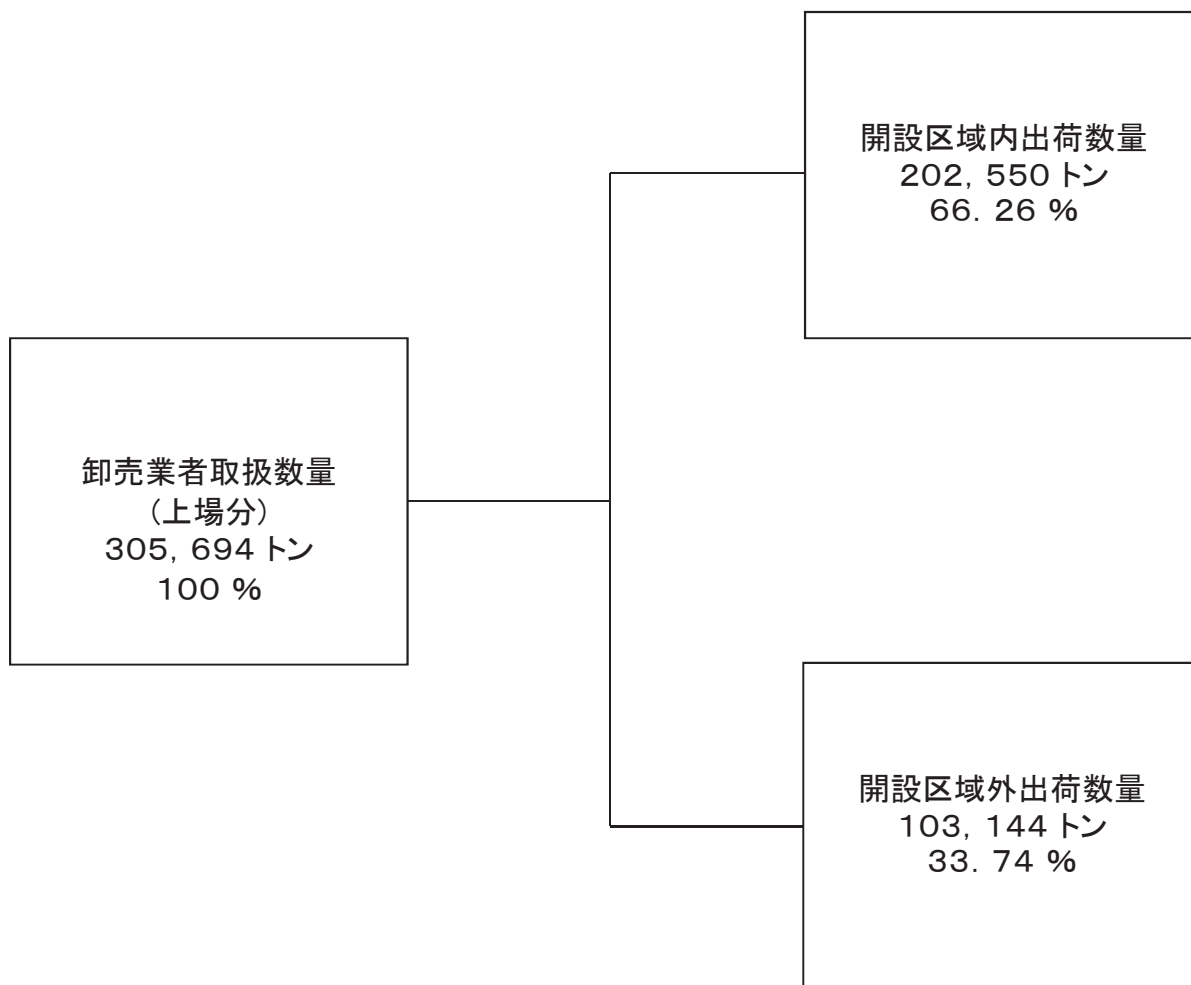 開設区域内出荷数量
202, 550 トン
66. 26 %
卸売業者取扱数量
(上場分)
305, 694 トン
100 %
開設区域外出荷数量
103, 144 トン
33. 74 %